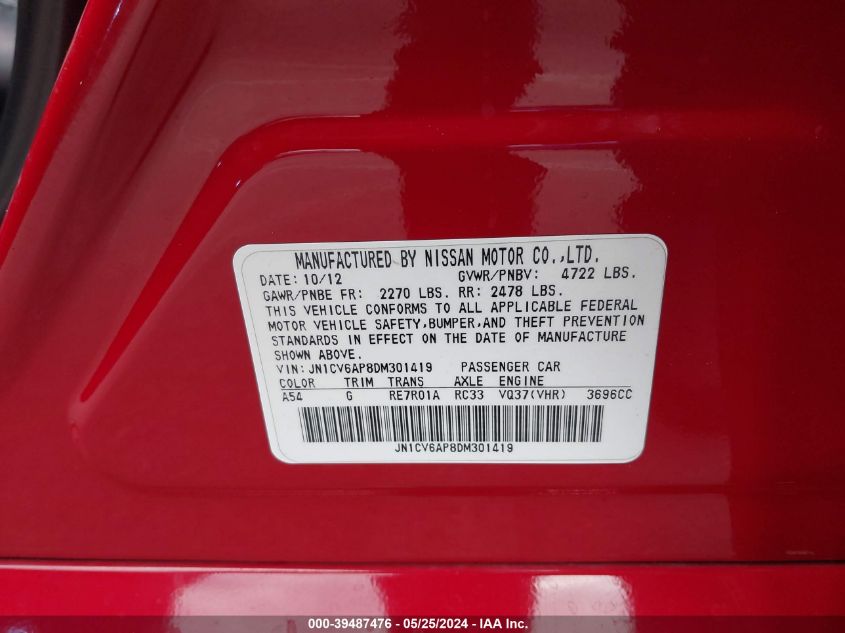 MANUFACTURED BY NISSAN MOTOR CO.,LTD.
DATE: 10/12 GVWR/PNBV: 4722 LBS.
GAWR/PNBE FR: 2270 LBS. RR: 2478 LBS.
THIS VEHICLE CONFORMS TO ALL APPLICABLE FEDERAL
MOTOR VEHICLE SAFETY,BUMPER,AND THEFT PREVENTION
STANDARDS IN EFFECT ON THE DATE OF MANUFACTURE
SHOWN ABOVE.
VIN: JN1CV6AP8DM301419 PASSENGER CAR
COLOR TRIM TRANS AXLE ENGINE
A54 G RE7R01A RC33 VQ37(VHR) 3696CC
JN1CV6AP8DM301419
000-39487476 - 05/25/2024 - IAA Inc.